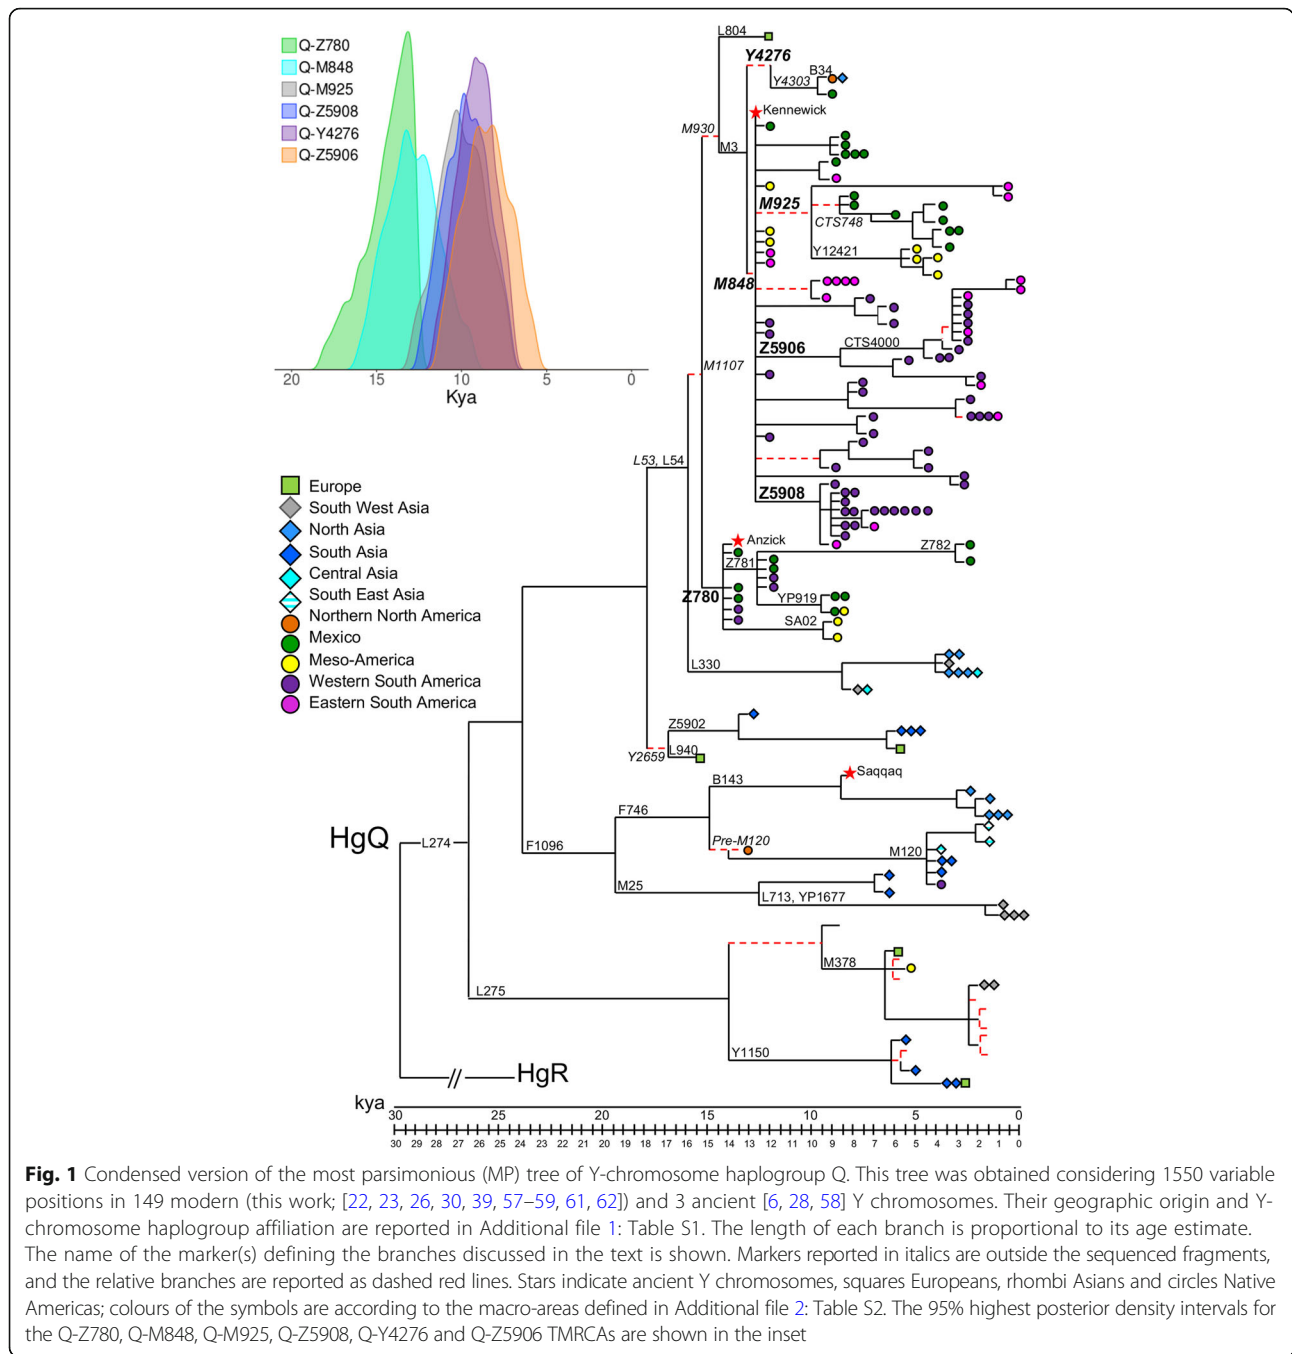 Q-Z780
Q-M848
Q-M925
Q-Z5908
Q-Y4276
Q-Z5906
20 15 10 5 0
Kya
L804
Y4276
B34
Y4303
Kennewick
M930
M3
M925
CTS748
Y12421
M848
Z5906
CTS4000
M1107
L53, L54
Z5908
Anzick
Z782
Z781
Z780
YP919
SA02
L330
Europe
South West Asia
North Asia
South Asia
Central Asia
South East Asia
Northern North America
Mexico
Meso-America
Western South America
Eastern South America
Z5902
Y2659
L940
Saqqaq
B143
F746
HgQ
L274
F1096
Pre-M120
M120
M25
L713, YP1677
M378
L275
Y1150
HgR
kya
30 25 20 15 10 5 0
30 29 28 27 26 25 24 23 22 21 20 19 18 17 16 15 14 13 12 11 10 9 8 7 6 5 4 3 2 1 0
Fig. 1 Condensed version of the most parsimonious (MP) tree of Y-chromosome haplogroup Q. This tree was obtained considering 1550 variable
positions in 149 modern (this work; [22, 23, 26, 30, 39, 57–59, 61, 62]) and 3 ancient [6, 28, 58] Y chromosomes. Their geographic origin and Y-
chromosome haplogroup affiliation are reported in Additional file 1: Table S1. The length of each branch is proportional to its age estimate.
The name of the marker(s) defining the branches discussed in the text is shown. Markers reported in italics are outside the sequenced fragments,
and the relative branches are reported as dashed red lines. Stars indicate ancient Y chromosomes, squares Europeans, rhombi Asians and circles Native
Americas; colours of the symbols are according to the macro-areas defined in Additional file 2: Table S2. The 95% highest posterior density intervals for
the Q-Z780, Q-M848, Q-M925, Q-Z5908, Q-Y4276 and Q-Z5906 TMRCAs are shown in the inset